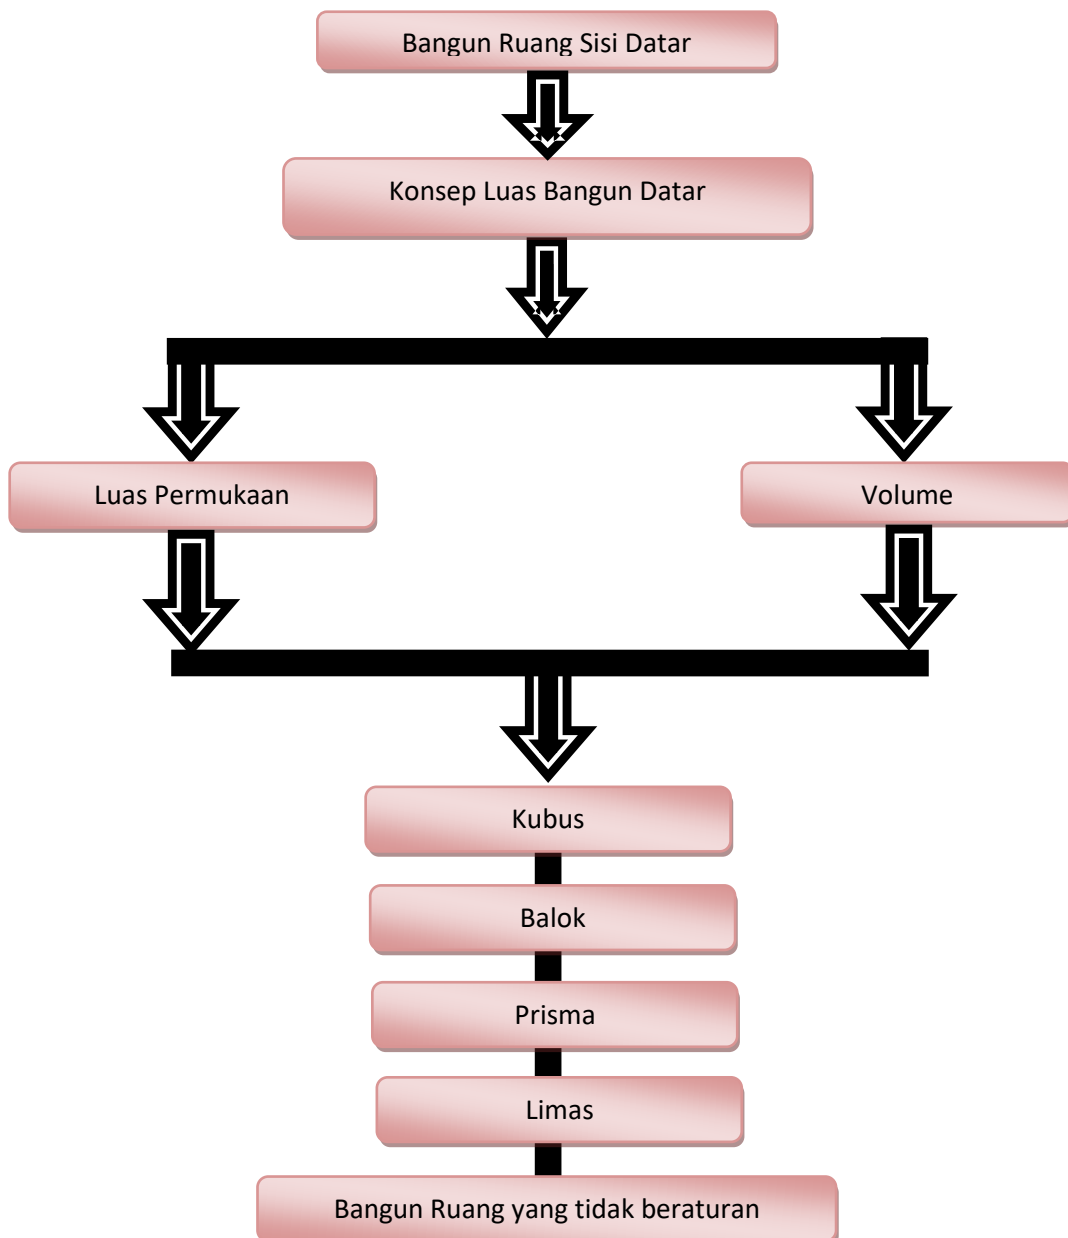 Bangun Ruang Sisi Datar
Konsep Luas Bangun Datar
Luas Permukaan
Volume
Kubus
Balok
Prisma
Limas
Bangun Ruang yang tidak beraturan